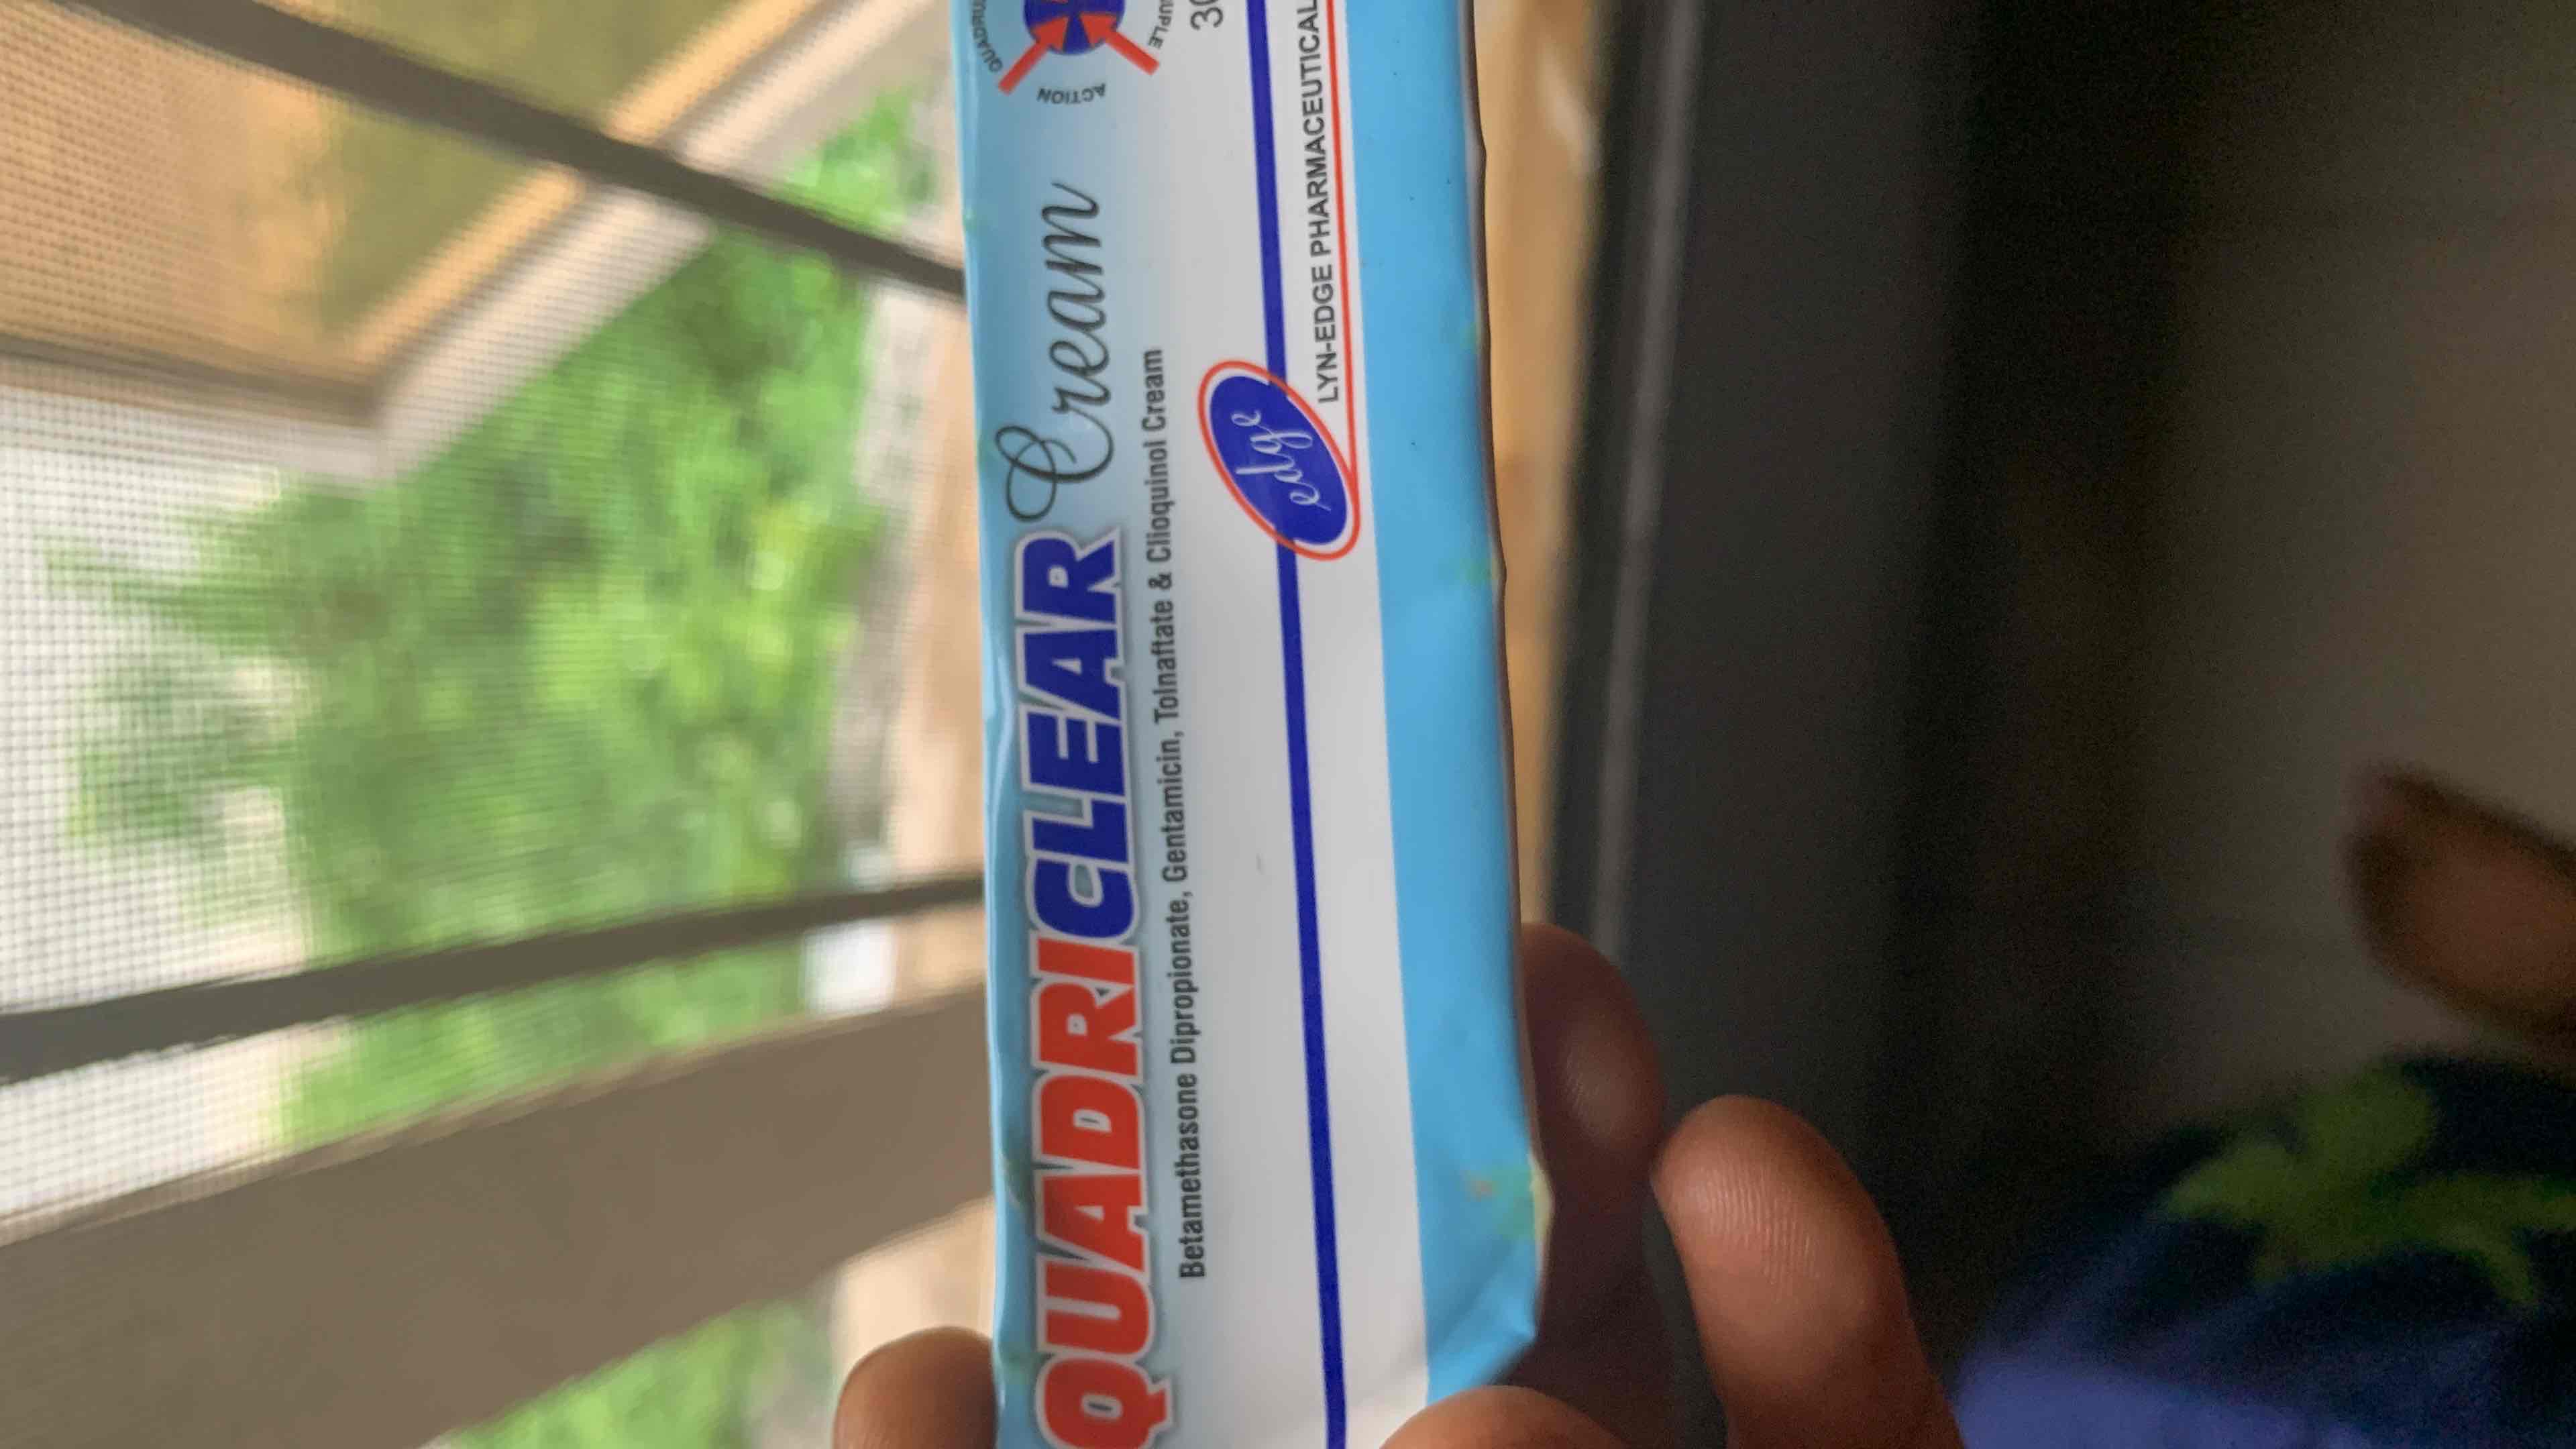 QUADRICLEAR Cream
Betamethasone Dipropionate, Gentamicin, Tolnaftate & Clioquinol Cream
edge
LYN-EDGE PHARMACEUTICAL
ACTION